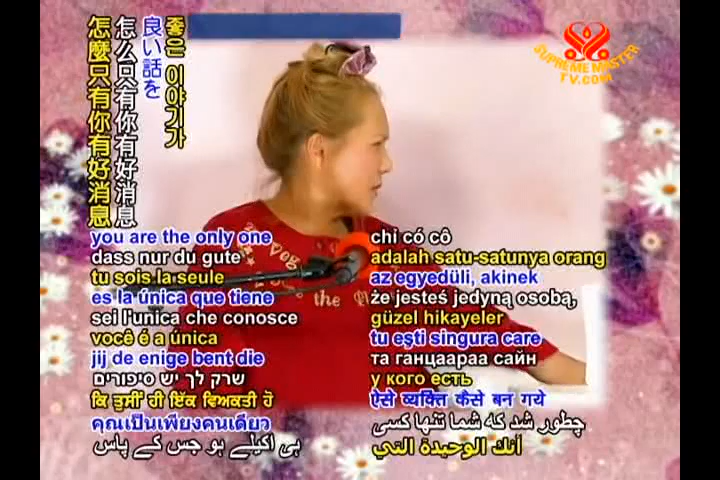 SUPREME MASTER
TV.COM
좋은 이야기가
良い話を
怎么只有你有好消息
怎麼只有你有好消息
you are the only one
dass nur du gute
tu sois la seule
es la única que tiene
sei l'unica che conosce
você é a única
jij de enige bent die
שרק לך יש סיפורים
ਕਿ ਤੁਸੀਂ ਹੀ ਇੱਕ ਵਿਅਕਤੀ ਹੋ
คุณเป็นเพียงคนเดียว
ہی اکیلے ہو جس کے پاس
chỉ có cô
adalah satu-satunya orang
az egyedüli, akinek
że jesteś jedyną osobą,
güzel hikayeler
tu eşti singura care
та ганцаараа сайн
у кого есть
ऐसे व्यक्ति कैसे बन गये
چطور شد که شما تنها کسی
أنك الوحيدة التي
the